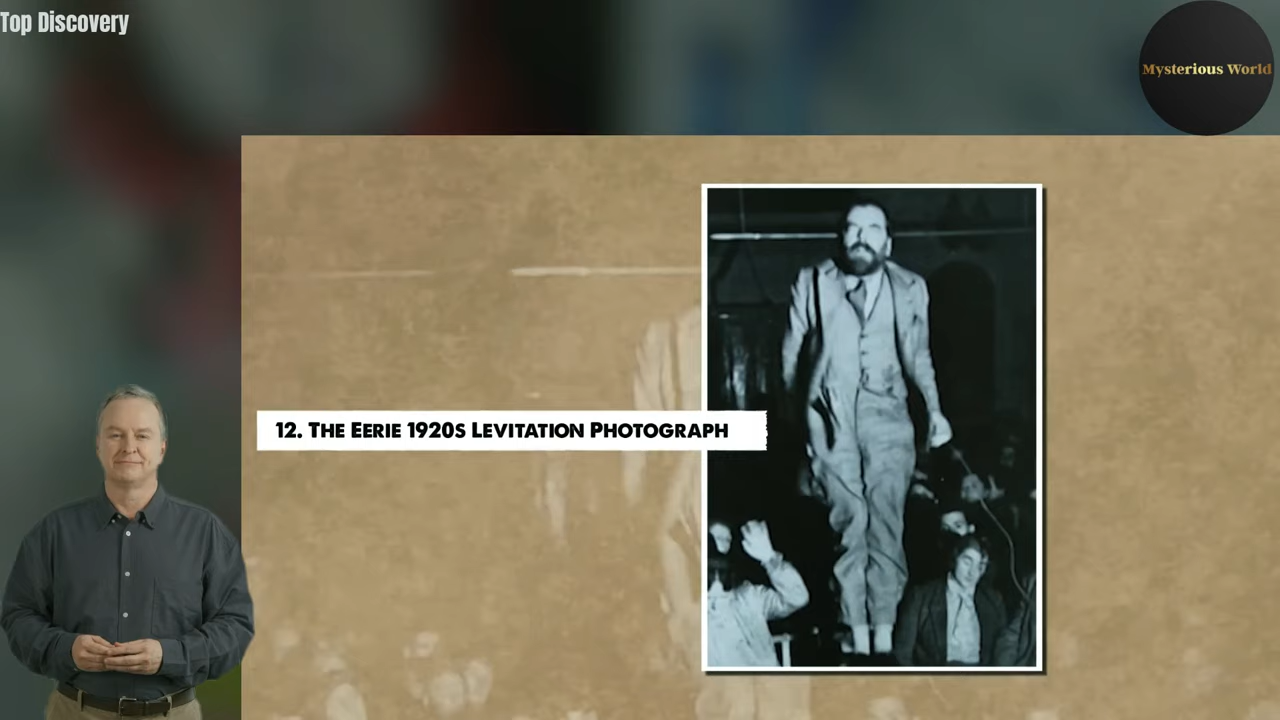 Top Discovery
Mysterious World
12. The Eerie 1920s Levitation Photograph